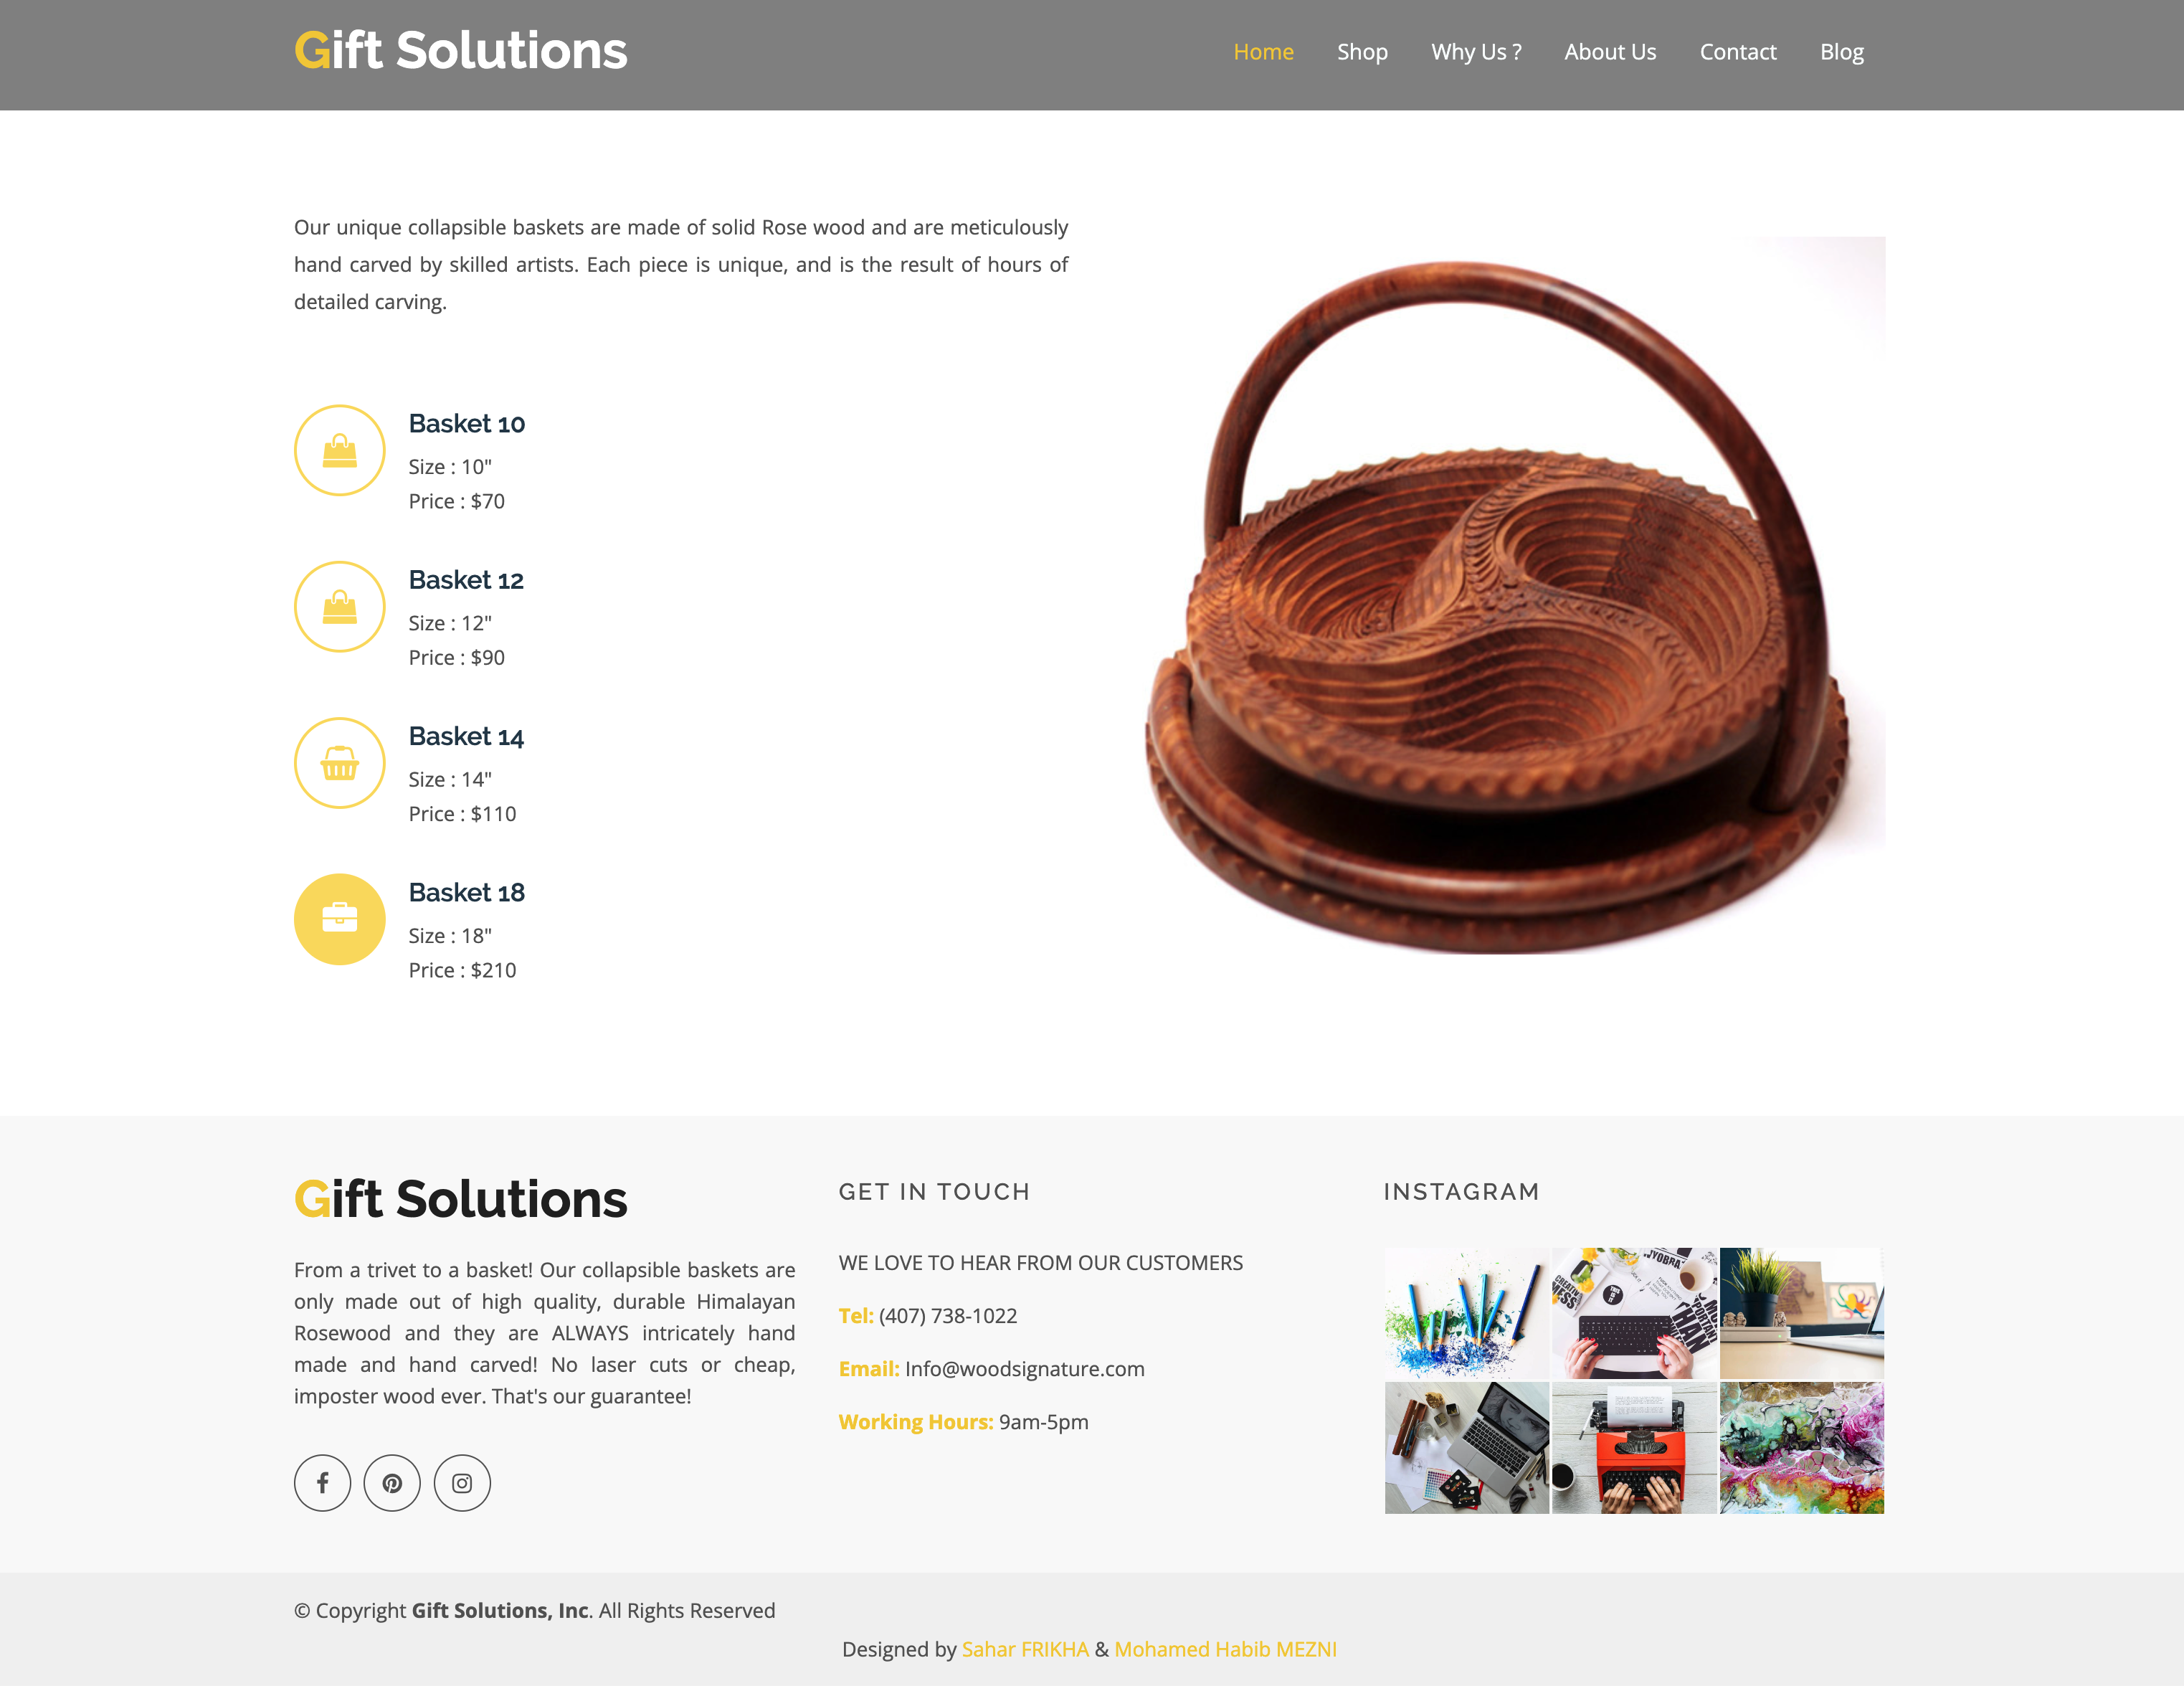 Gift Solutions
Home Shop Why Us ? About Us Contact Blog
Our unique collapsible baskets are made of solid Rose wood and are meticulously
hand carved by skilled artists. Each piece is unique, and is the result of hours of
detailed carving.
Basket 10
Size : 10"
Price : $70
Basket 12
Size : 12"
Price : $90
Basket 14
Size : 14"
Price : $110
Basket 18
Size : 18"
Price : $210
Gift Solutions
From a trivet to a basket! Our collapsible baskets are
only made out of high quality, durable Himalayan
Rosewood and they are ALWAYS intricately hand
made and hand carved! No laser cuts or cheap,
imposter wood ever. That's our guarantee!
GET IN TOUCH
WE LOVE TO HEAR FROM OUR CUSTOMERS
Tel: (407) 738-1022
Email: Info@woodsignature.com
Working Hours: 9am-5pm
INSTAGRAM
© Copyright Gift Solutions, Inc. All Rights Reserved
Designed by Sahar FRIKHA & Mohamed Habib MEZNI